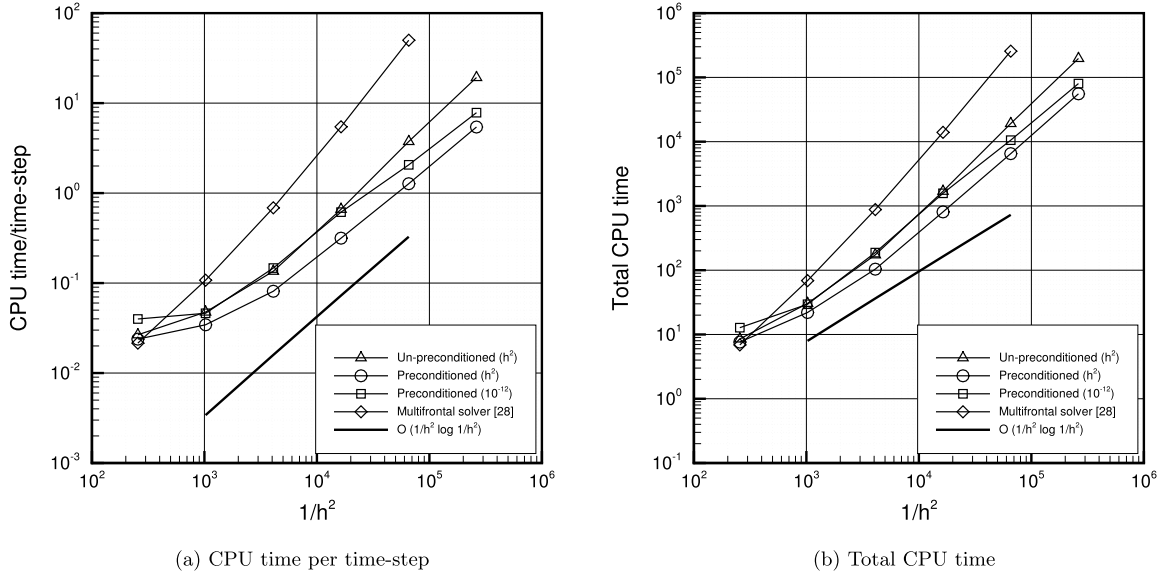 10^2
10^1
10^0
10^-1
10^-2
10^-3
CPU time/time-step
10^2 10^3 10^4 10^5 10^6
1/h^2
Un-preconditioned (h^2)
Preconditioned (h^2)
Preconditioned (10^-12)
Multifrontal solver [28]
O (1/h^2 log 1/h^2)
(a) CPU time per time-step
10^6
10^5
10^4
10^3
10^2
10^1
10^0
10^-1
Total CPU time
10^2 10^3 10^4 10^5 10^6
1/h^2
Un-preconditioned (h^2)
Preconditioned (h^2)
Preconditioned (10^-12)
Multifrontal solver [28]
O (1/h^2 log 1/h^2)
(b) Total CPU time